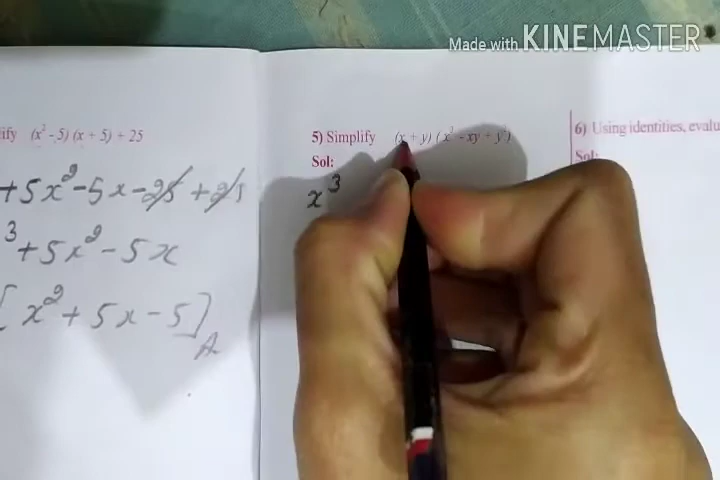 Made with KINEMASTER
ify (x² - 5) (x + 5) + 25
+ 5x² - 5x - 25 + 25
³ + 5x² - 5x
[x² + 5x - 5]
A
5) Simplify (x + y) (x² - xy + y )
Sol:
x³
6) Using identities, evalu
Sol: